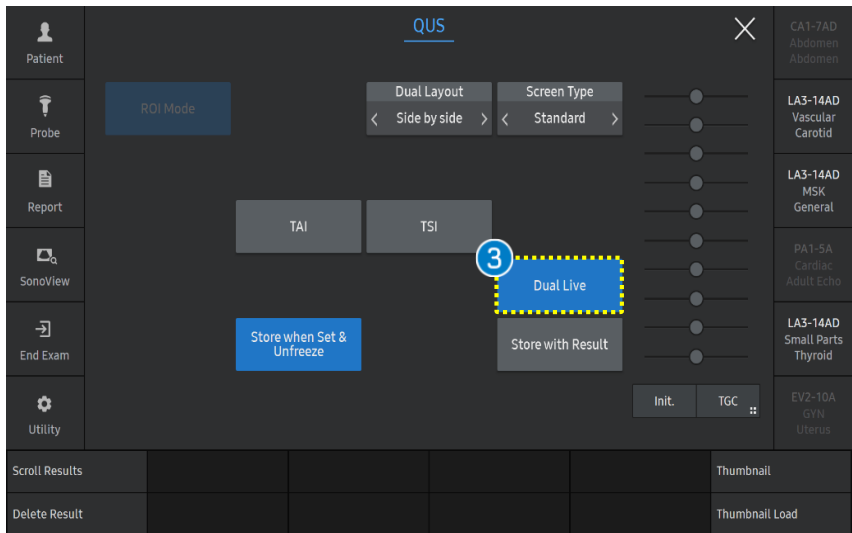 QUS
Patient
Probe
Report
SonoView
End Exam
Utility
ROI Mode
Dual Layout
< Side by side >
Screen Type
< Standard >
TAI
TSI
3
Dual Live
Store when Set &
Unfreeze
Store with Result
Init.
TGC
CA1-7AD
Abdomen
Abdomen
LA3-14AD
Vascular
Carotid
LA3-14AD
MSK
General
PA1-5A
Cardiac
Adult Echo
LA3-14AD
Small Parts
Thyroid
EV2-10A
GYN
Uterus
Scroll Results
Thumbnail
Delete Result
Thumbnail Load